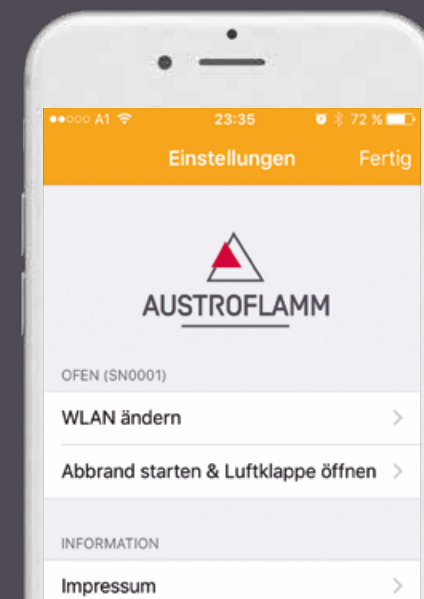 A1 23:35 72 %
Einstellungen Fertig
AUSTROFLAMM
OFEN (SN0001)
WLAN ändern
Abbrand starten & Luftklappe öffnen
INFORMATION
Impressum